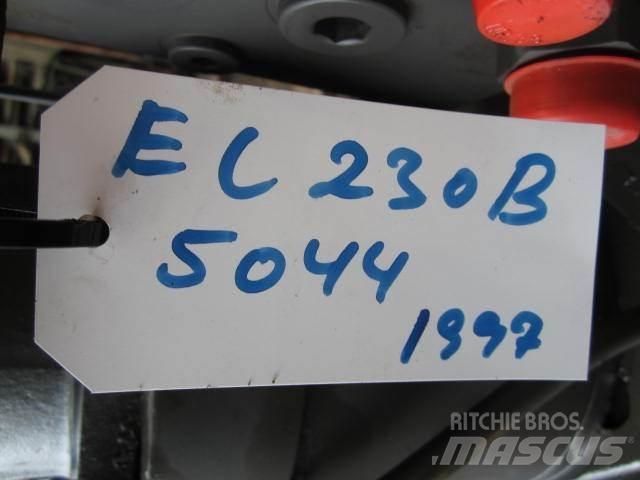 EC 230B
5044
1997
RITCHIE BROS.
MASCUS